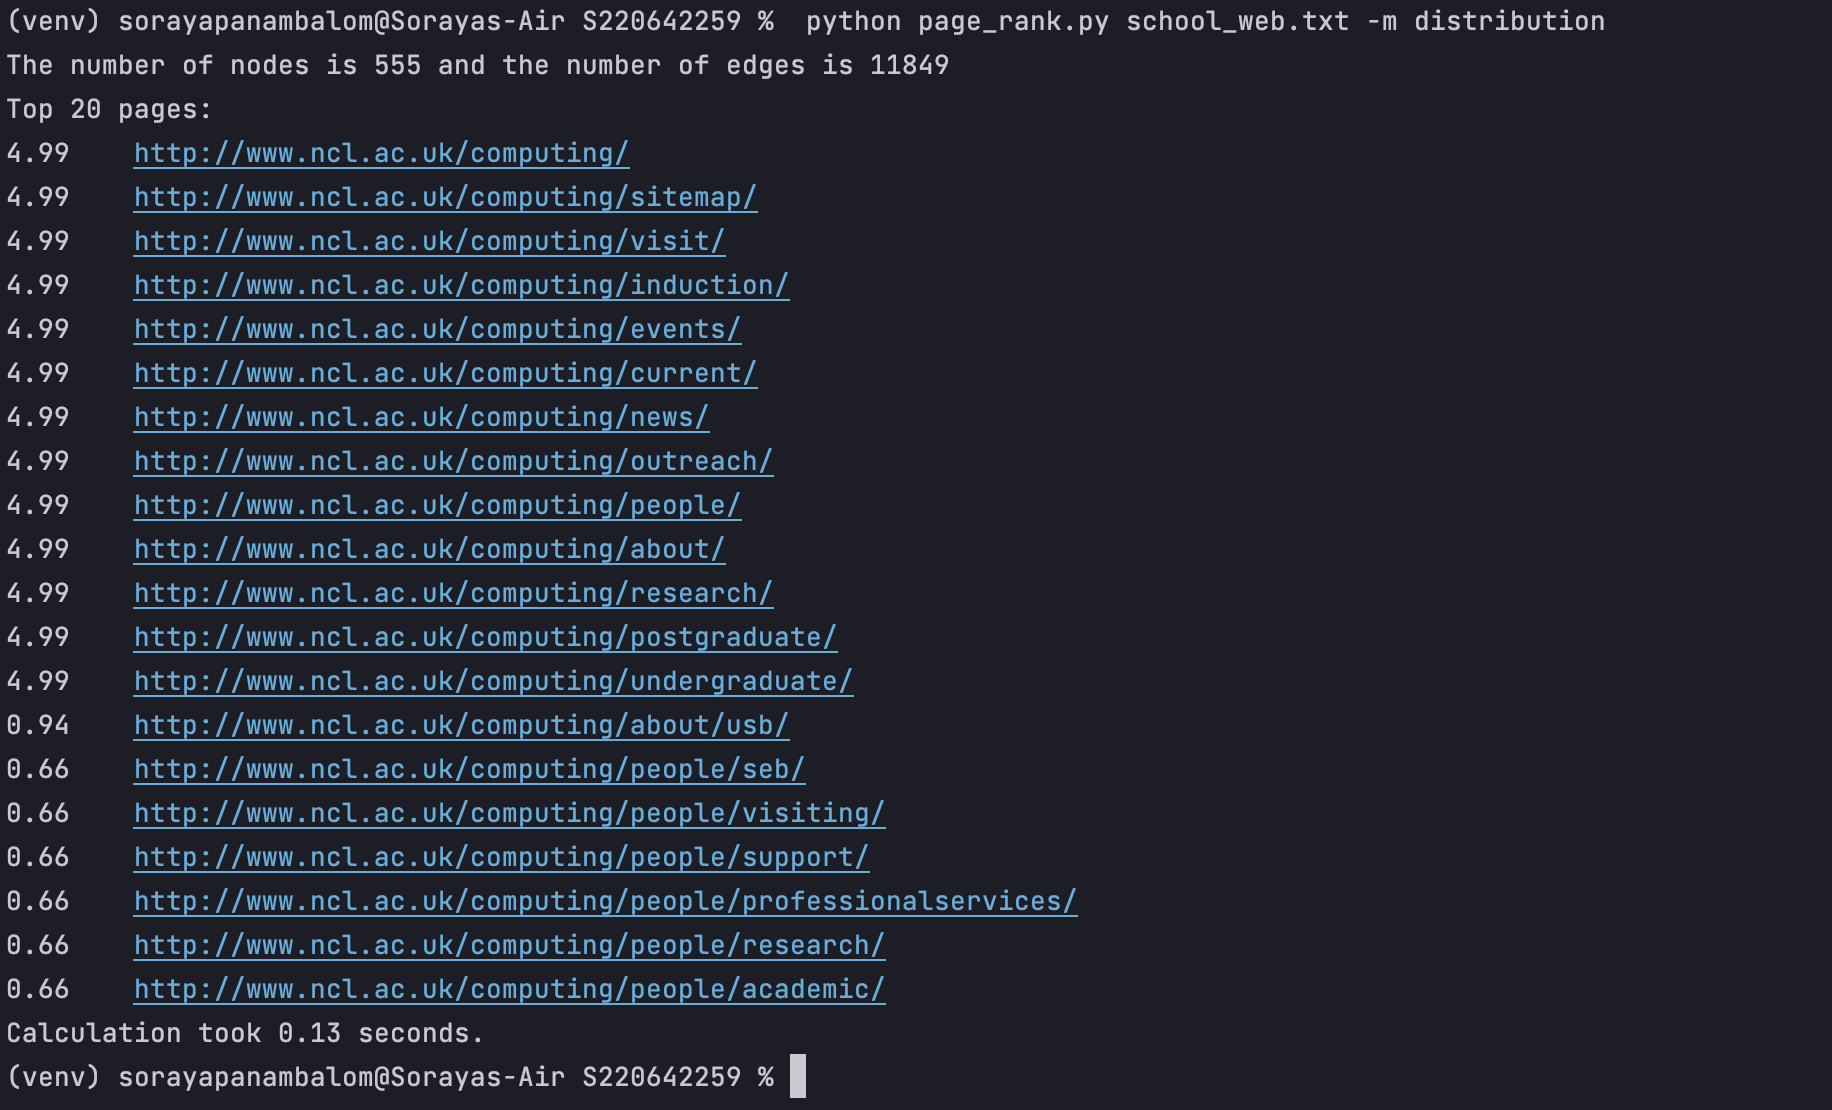 (venv) sorayapanambalom@Sorayas-Air S220642259 %  python page_rank.py school_web.txt -m distribution
The number of nodes is 555 and the number of edges is 11849
Top 20 pages:
4.99    http://www.ncl.ac.uk/computing/
4.99    http://www.ncl.ac.uk/computing/sitemap/
4.99    http://www.ncl.ac.uk/computing/visit/
4.99    http://www.ncl.ac.uk/computing/induction/
4.99    http://www.ncl.ac.uk/computing/events/
4.99    http://www.ncl.ac.uk/computing/current/
4.99    http://www.ncl.ac.uk/computing/news/
4.99    http://www.ncl.ac.uk/computing/outreach/
4.99    http://www.ncl.ac.uk/computing/people/
4.99    http://www.ncl.ac.uk/computing/about/
4.99    http://www.ncl.ac.uk/computing/research/
4.99    http://www.ncl.ac.uk/computing/postgraduate/
4.99    http://www.ncl.ac.uk/computing/undergraduate/
0.94    http://www.ncl.ac.uk/computing/about/usb/
0.66    http://www.ncl.ac.uk/computing/people/seb/
0.66    http://www.ncl.ac.uk/computing/people/visiting/
0.66    http://www.ncl.ac.uk/computing/people/support/
0.66    http://www.ncl.ac.uk/computing/people/professionalservices/
0.66    http://www.ncl.ac.uk/computing/people/research/
0.66    http://www.ncl.ac.uk/computing/people/academic/
Calculation took 0.13 seconds.
(venv) sorayapanambalom@Sorayas-Air S220642259 %